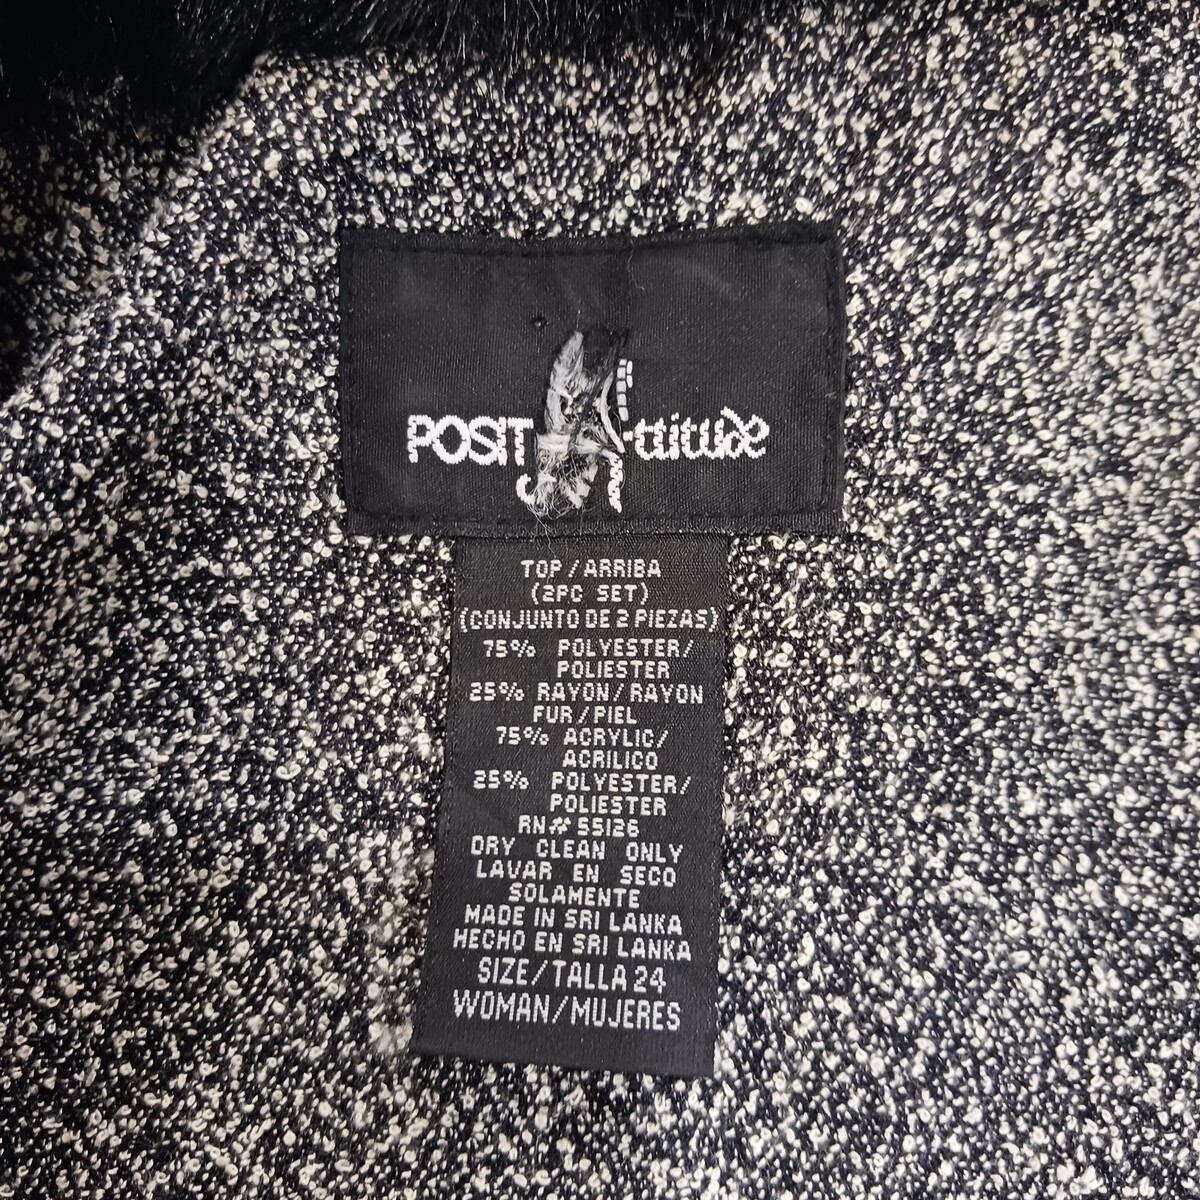 POSIT ttitude
TOP/ARRIBA
(2PC SET)
(CONJUNTO DE 2 PIEZAS)
75% POLYESTER/
POLIESTER
25% RAYON/RAYON
FUR/PIEL
75% ACRYLIC/
ACRILICO
25% POLYESTER/
POLIESTER
RN# 55126
DRY CLEAN ONLY
LAVAR EN SECO
SOLAMENTE
MADE IN SRI LANKA
HECHO EN SRI LANKA
SIZE/TALLA 24
WOMAN/MUJERES